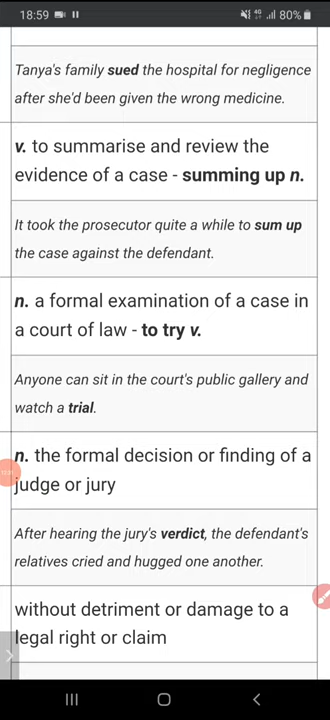 18:59 4G 80%
Tanya's family sued the hospital for negligence
after she'd been given the wrong medicine.
v. to summarise and review the
evidence of a case - summing up n.
It took the prosecutor quite a while to sum up
the case against the defendant.
n. a formal examination of a case in
a court of law - to try v.
Anyone can sit in the court's public gallery and
watch a trial.
n. the formal decision or finding of a
judge or jury
After hearing the jury's verdict, the defendant's
relatives cried and hugged one another.
without detriment or damage to a
legal right or claim